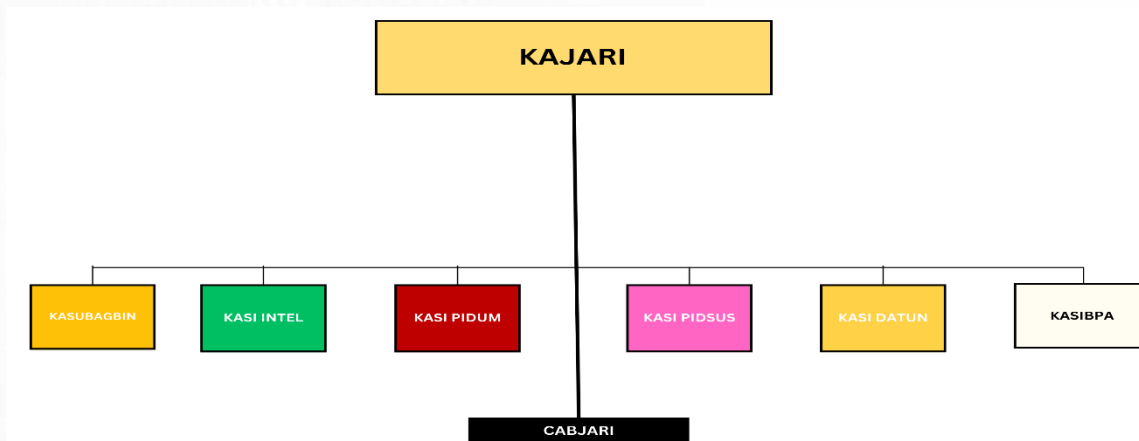 KAJARI
KASUBAGBIN
KASI INTEL
KASI PIDUM
KASI PIDSUS
KASI DATUN
KASIBPA
CABJARI